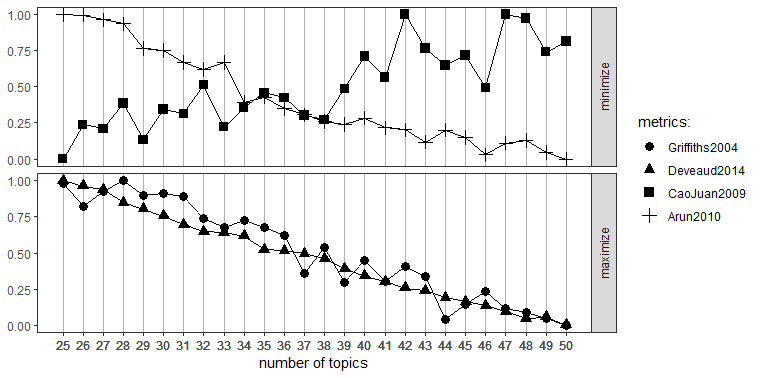 1.00
0.75
0.50
0.25
0.00
minimize
1.00
0.75
0.50
0.25
0.00
maximize
25 26 27 28 29 30 31 32 33 34 35 36 37 38 39 40 41 42 43 44 45 46 47 48 49 50
number of topics
metrics:
Griffiths2004
Deveaud2014
CaoJuan2009
Arun2010